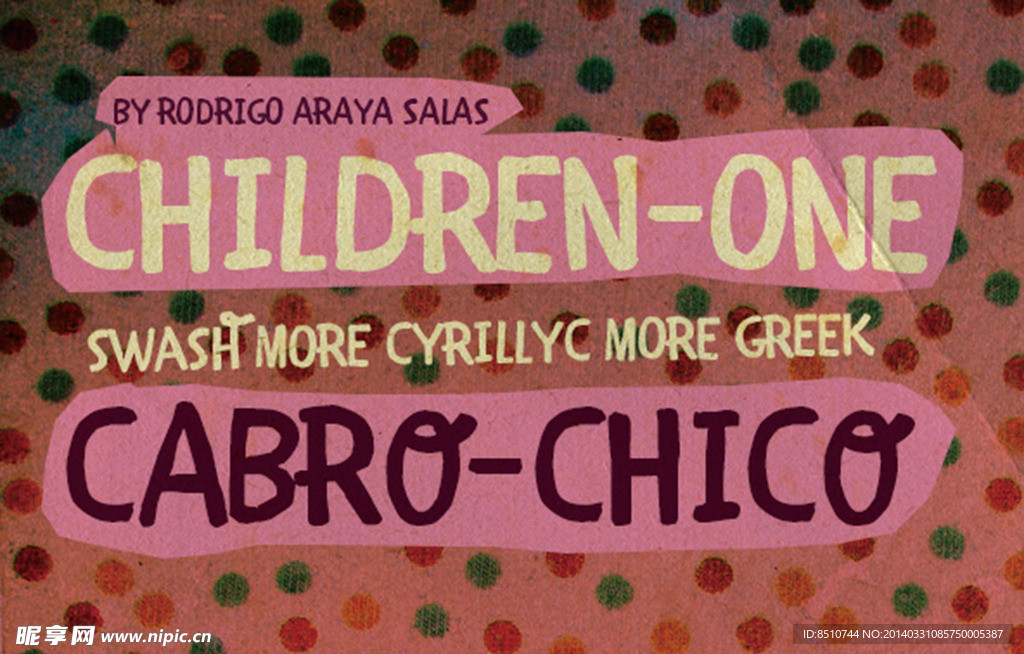 BY RODRIGO ARAYA SALAS
CHILDREN-ONE
SWASH MORE CYRILLYC MORE GREEK
CABRO-CHICO
昵享网 www.nipic.cn
ID:8510744 NO:20140331085750005387